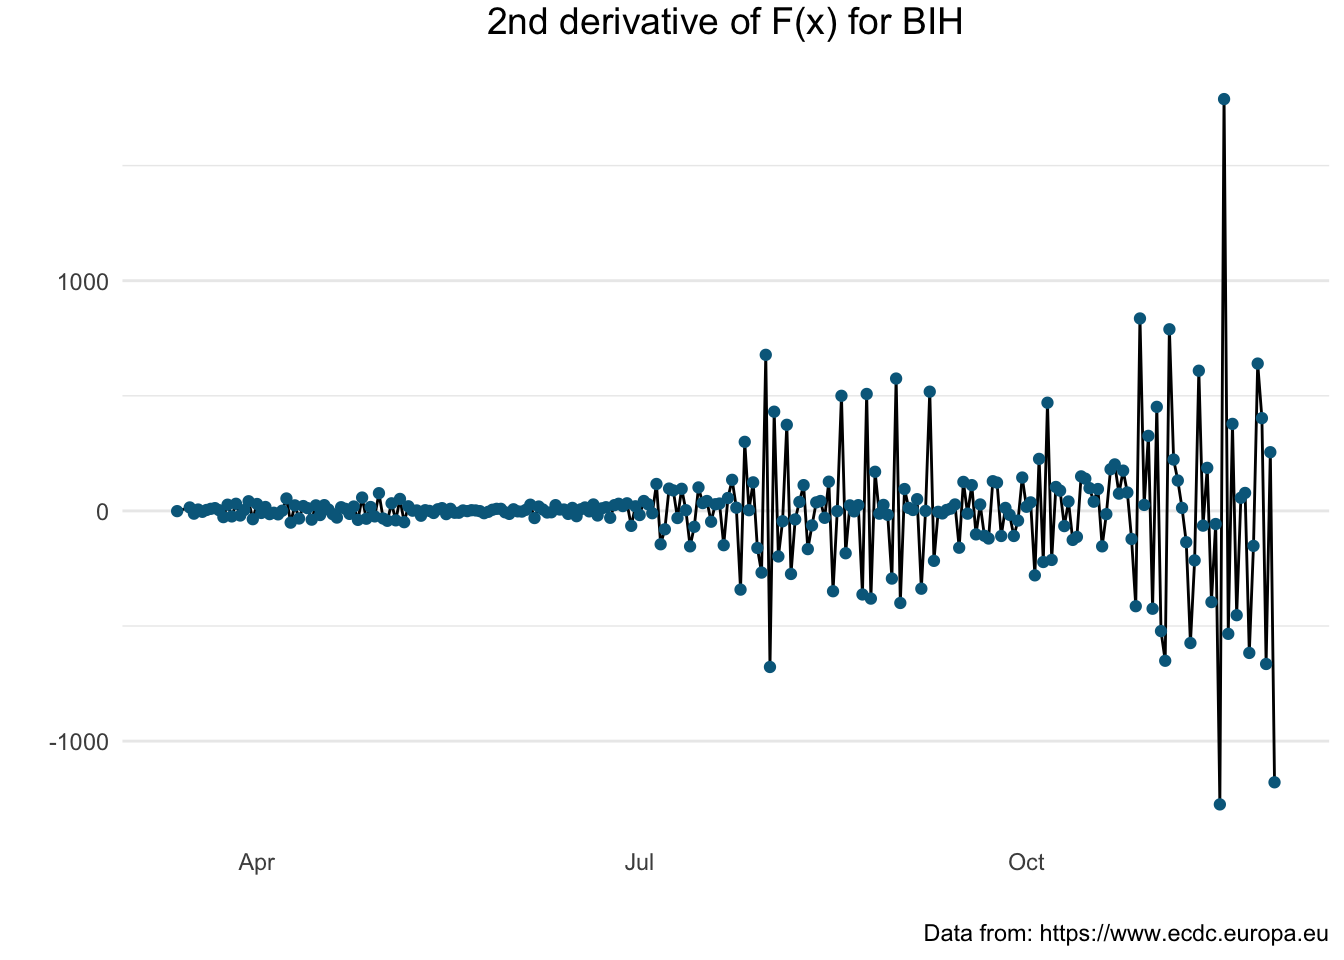 2nd derivative of F(x) for BIH
1000
0
-1000
Apr Jul Oct
Data from: https://www.ecdc.europa.eu